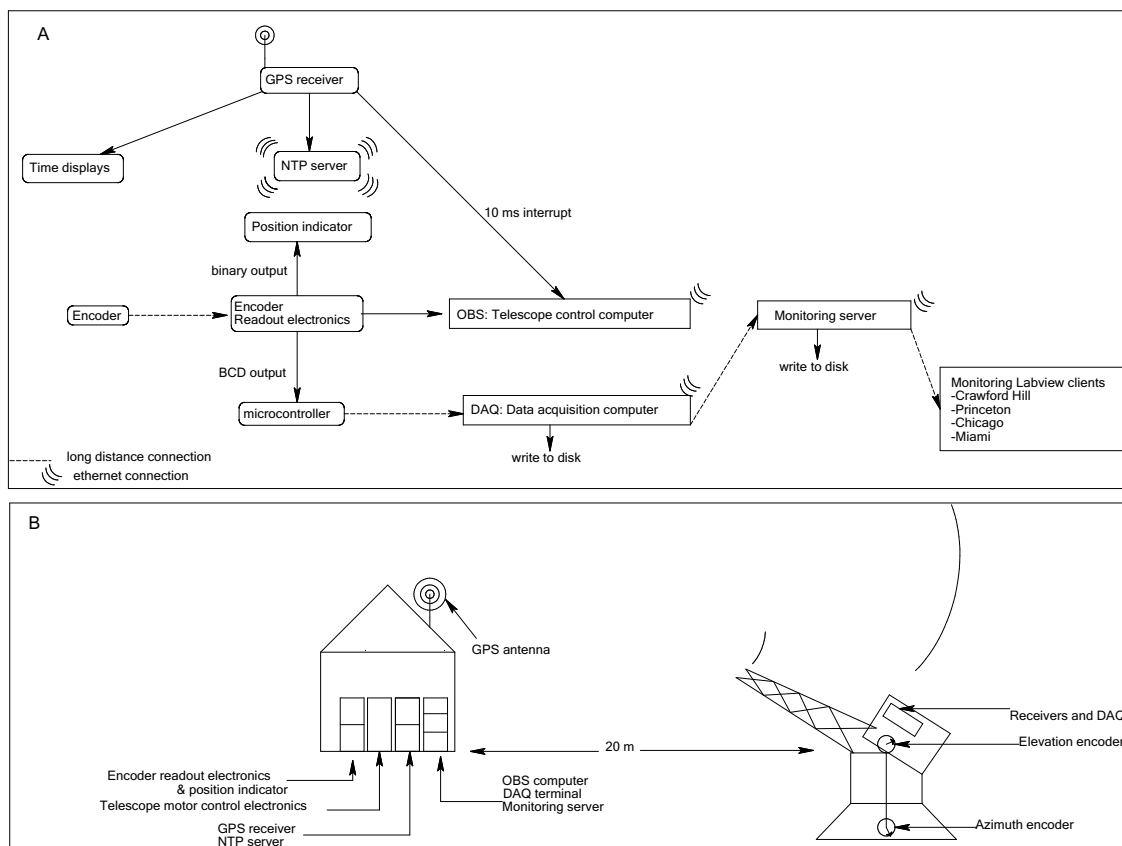 A
GPS receiver
Time displays
NTP server
10 ms interrupt
Position indicator
binary output
Encoder
Encoder
Readout electronics
OBS: Telescope control computer
Monitoring server
write to disk
BCD output
microcontroller
DAQ: Data acquisition computer
write to disk
Monitoring Labview clients
-Crawford Hill
-Princeton
-Chicago
-Miami
long distance connection
ethernet connection
B
GPS antenna
Receivers and DAQ
Elevation encoder
20 m
Encoder readout electronics
& position indicator
Telescope motor control electronics
GPS receiver
NTP server
OBS computer
DAQ terminal
Monitoring server
Azimuth encoder